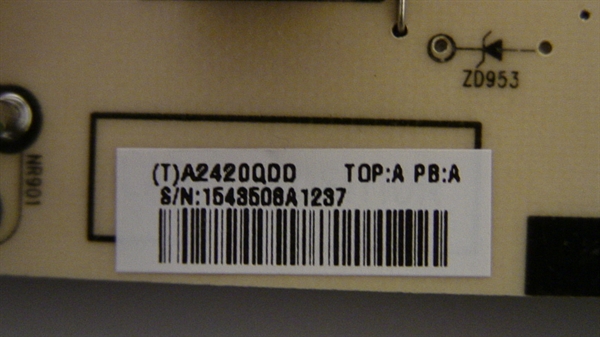 ZD953
NR901
(T)A2420QDD TOP:A PB:A
S/N:1543506A1237